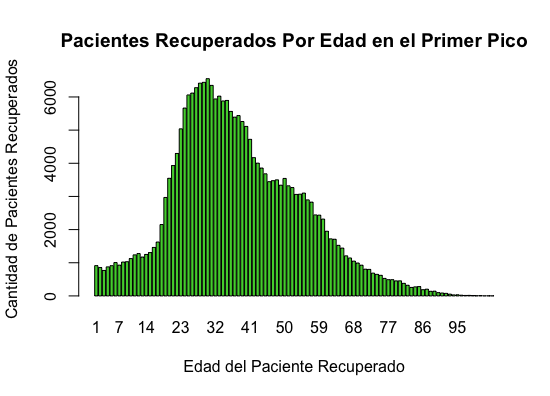 Pacientes Recuperados Por Edad en el Primer Pico
Cantidad de Pacientes Recuperados
6000
4000
2000
0
1 7 14 23 32 41 50 59 68 77 86 95
Edad del Paciente Recuperado